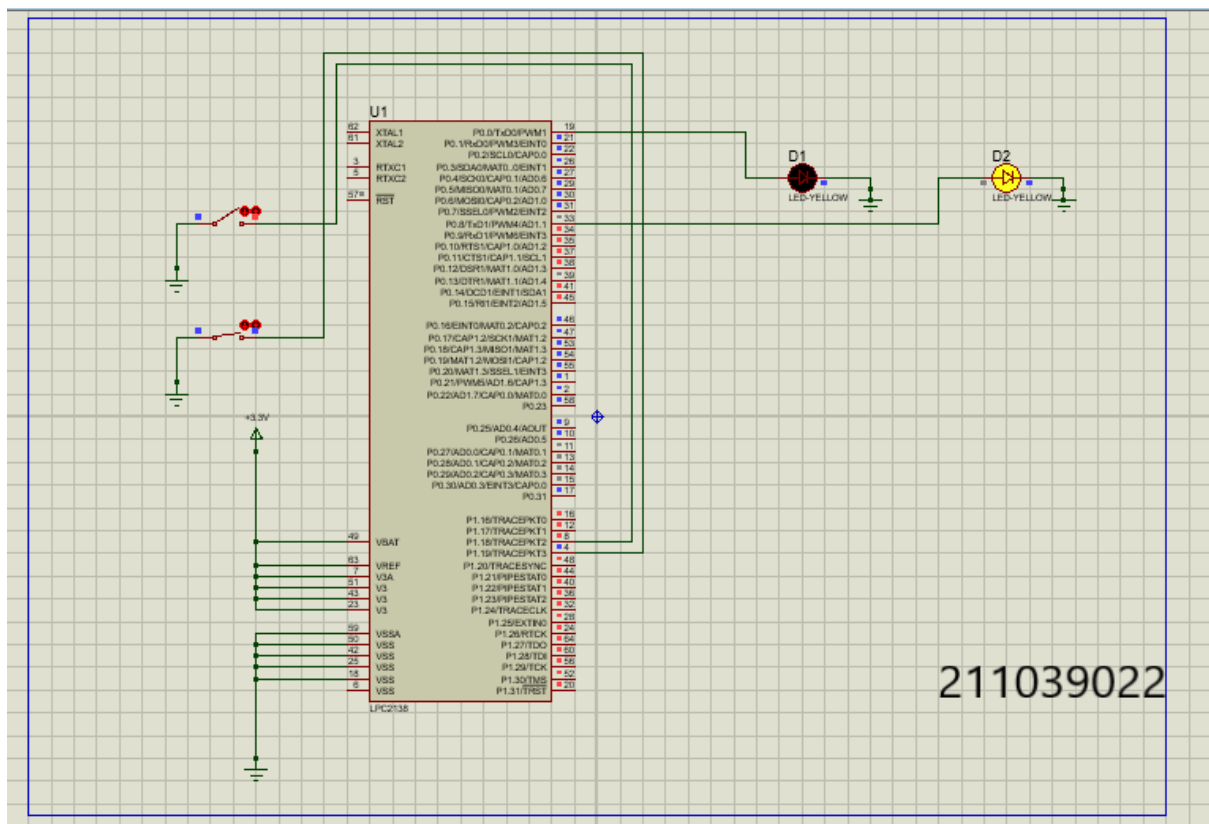 U1
62 XTAL1
61 XTAL2
3 RTXC1
5 RTXC2
57 RST
49 VBAT
63 VREF
7 V3A
51 V3
43 V3
23 V3
59 VSSA
50 VSS
42 VSS
25 VSS
18 VSS
6 VSS
P0.0/TxD0/PWM1 19
P0.1/RxD0/PWM3/EINT0 21
P0.2/SCL0/CAP0.0 22
P0.3/SDA0/MAT0.0/EINT1 26
P0.4/SCK0/CAP0.1/AD0.6 27
P0.5/MISO0/MAT0.1/AD0.7 29
P0.6/MOSI0/CAP0.2/AD1.0 30
P0.7/SSEL0/PWM2/EINT2 31
P0.8/TxD1/PWM4/AD1.1 33
P0.9/RxD1/PWM6/EINT3 34
P0.10/RTS1/CAP1.0/AD1.2 35
P0.11/CTS1/CAP1.1/SCL1 37
P0.12/DSR1/MAT1.0/AD1.3 38
P0.13/DTR1/MAT1.1/AD1.4 39
P0.14/DCD1/EINT1/SDA1 41
P0.15/RI1/EINT2/AD1.5 45
P0.16/EINT0/MAT0.2/CAP0.2 46
P0.17/CAP1.2/SCK1/MAT1.2 47
P0.18/CAP1.3/MISO1/MAT1.3 53
P0.19/MAT1.2/MOSI1/CAP1.2 54
P0.20/MAT1.3/SSEL1/EINT3 55
P0.21/PWM5/AD1.6/CAP1.3 1
P0.22/AD1.7/CAP0.0/MAT0.0 2
P0.23 58
P0.25/AD0.4/AOUT 9
P0.26/AD0.5 10
P0.27/AD0.0/CAP0.1/MAT0.1 11
P0.28/AD0.1/CAP0.2/MAT0.2 13
P0.29/AD0.2/CAP0.3/MAT0.3 14
P0.30/AD0.3/EINT3/CAP0.0 15
P0.31 17
P1.16/TRACEPKT0 16
P1.17/TRACEPKT1 12
P1.18/TRACEPKT2 8
P1.19/TRACEPKT3 4
P1.20/TRACESYNC 48
P1.21/PIPESTAT0 44
P1.22/PIPESTAT1 40
P1.23/PIPESTAT2 36
P1.24/TRACECLK 32
P1.25/EXTIN0 28
P1.26/RTCK 24
P1.27/TDO 64
P1.28/TDI 60
P1.29/TCK 56
P1.30/TMS 52
P1.31/TRST 20
LPC2138
+3.3V
D1
LED-YELLOW
D2
LED-YELLOW
211039022